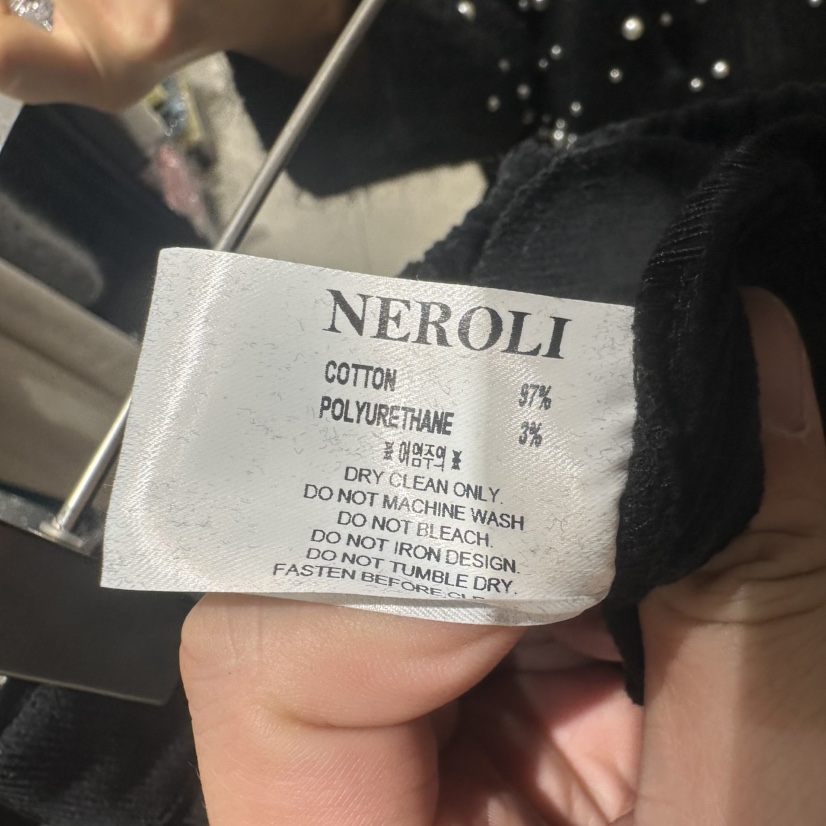 NEROLI
COTTON 97%
POLYURETHANE 3%
※이염주의※
DRY CLEAN ONLY.
DO NOT MACHINE WASH
DO NOT BLEACH.
DO NOT IRON DESIGN.
DO NOT TUMBLE DRY.
FASTEN BEFORE